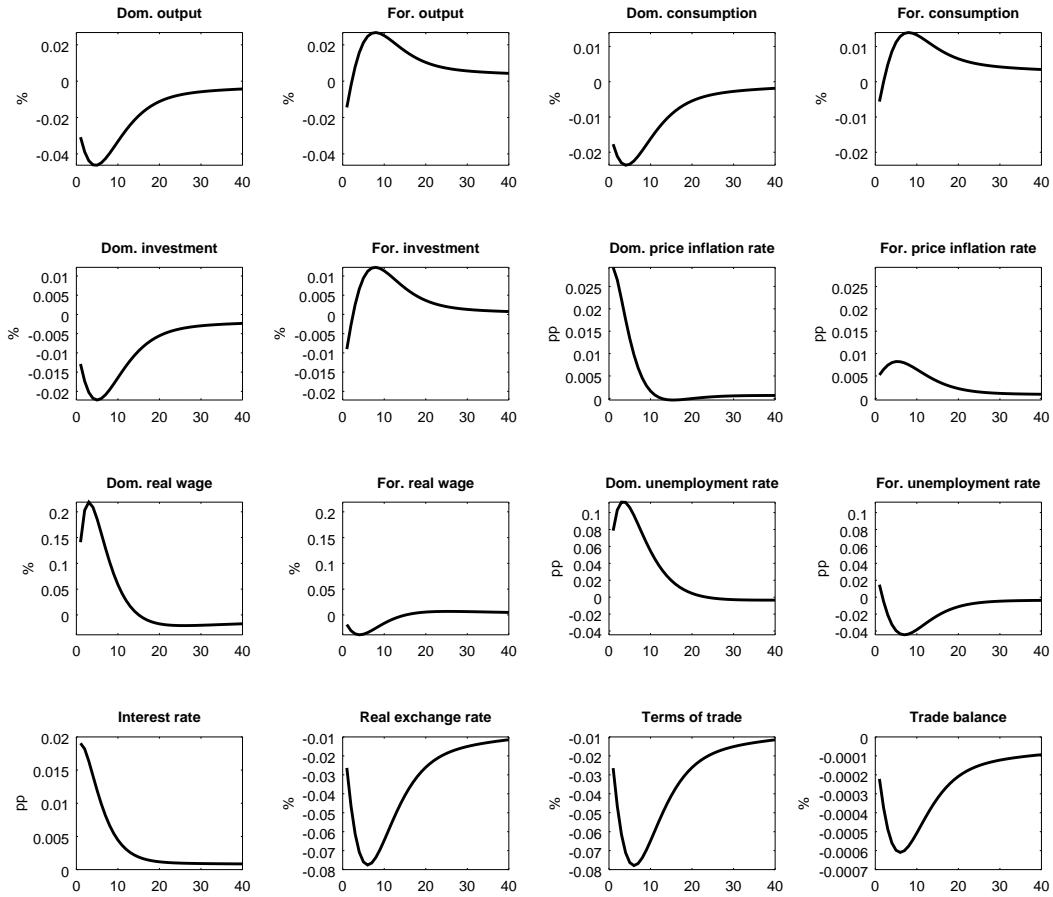 Dom. output
For. output
Dom. consumption
For. consumption
%
0.02
0
-0.02
-0.04
0 10 20 30 40
%
0.02
0
-0.02
-0.04
0 10 20 30 40
%
0.01
0
-0.01
-0.02
0 10 20 30 40
%
0.01
0
-0.01
-0.02
0 10 20 30 40
Dom. investment
For. investment
Dom. price inflation rate
For. price inflation rate
%
0.01
0.005
0
-0.005
-0.01
-0.015
-0.02
0 10 20 30 40
%
0.01
0.005
0
-0.005
-0.01
-0.015
-0.02
0 10 20 30 40
pp
0.025
0.02
0.015
0.01
0.005
0
0 10 20 30 40
pp
0.025
0.02
0.015
0.01
0.005
0
0 10 20 30 40
Dom. real wage
For. real wage
Dom. unemployment rate
For. unemployment rate
%
0.2
0.15
0.1
0.05
0
0 10 20 30 40
%
0.2
0.15
0.1
0.05
0
0 10 20 30 40
pp
0.1
0.08
0.06
0.04
0.02
0
-0.02
-0.04
0 10 20 30 40
pp
0.1
0.08
0.06
0.04
0.02
0
-0.02
-0.04
0 10 20 30 40
Interest rate
Real exchange rate
Terms of trade
Trade balance
pp
0.02
0.015
0.01
0.005
0
0 10 20 30 40
%
-0.01
-0.02
-0.03
-0.04
-0.05
-0.06
-0.07
-0.08
0 10 20 30 40
%
-0.01
-0.02
-0.03
-0.04
-0.05
-0.06
-0.07
-0.08
0 10 20 30 40
%
0
-0.0001
-0.0002
-0.0003
-0.0004
-0.0005
-0.0006
-0.0007
0 10 20 30 40